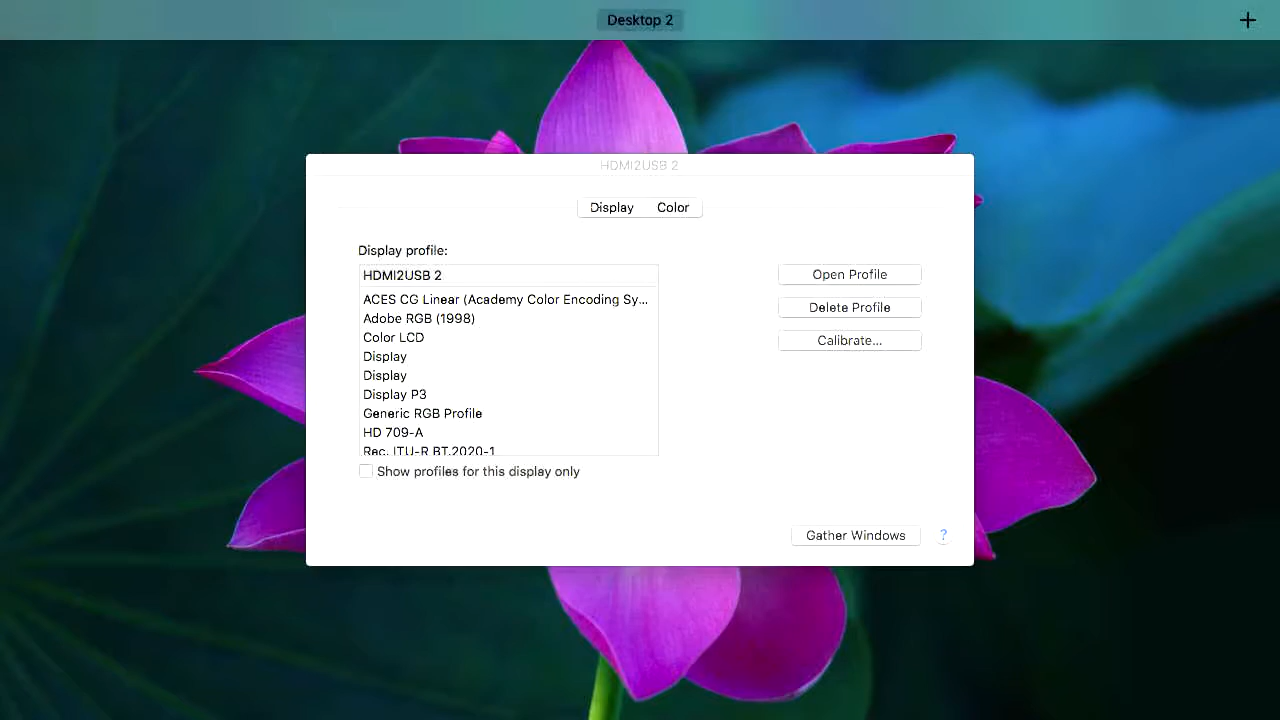 Desktop 2 +
HDMI2USB 2
Display Color
Display profile:
HDMI2USB 2
ACES CG Linear (Academy Color Encoding Sy...
Adobe RGB (1998)
Color LCD
Display
Display
Display P3
Generic RGB Profile
HD 709-A
Rec. ITU-R BT.2020-1
Show profiles for this display only
Open Profile
Delete Profile
Calibrate...
Gather Windows ?